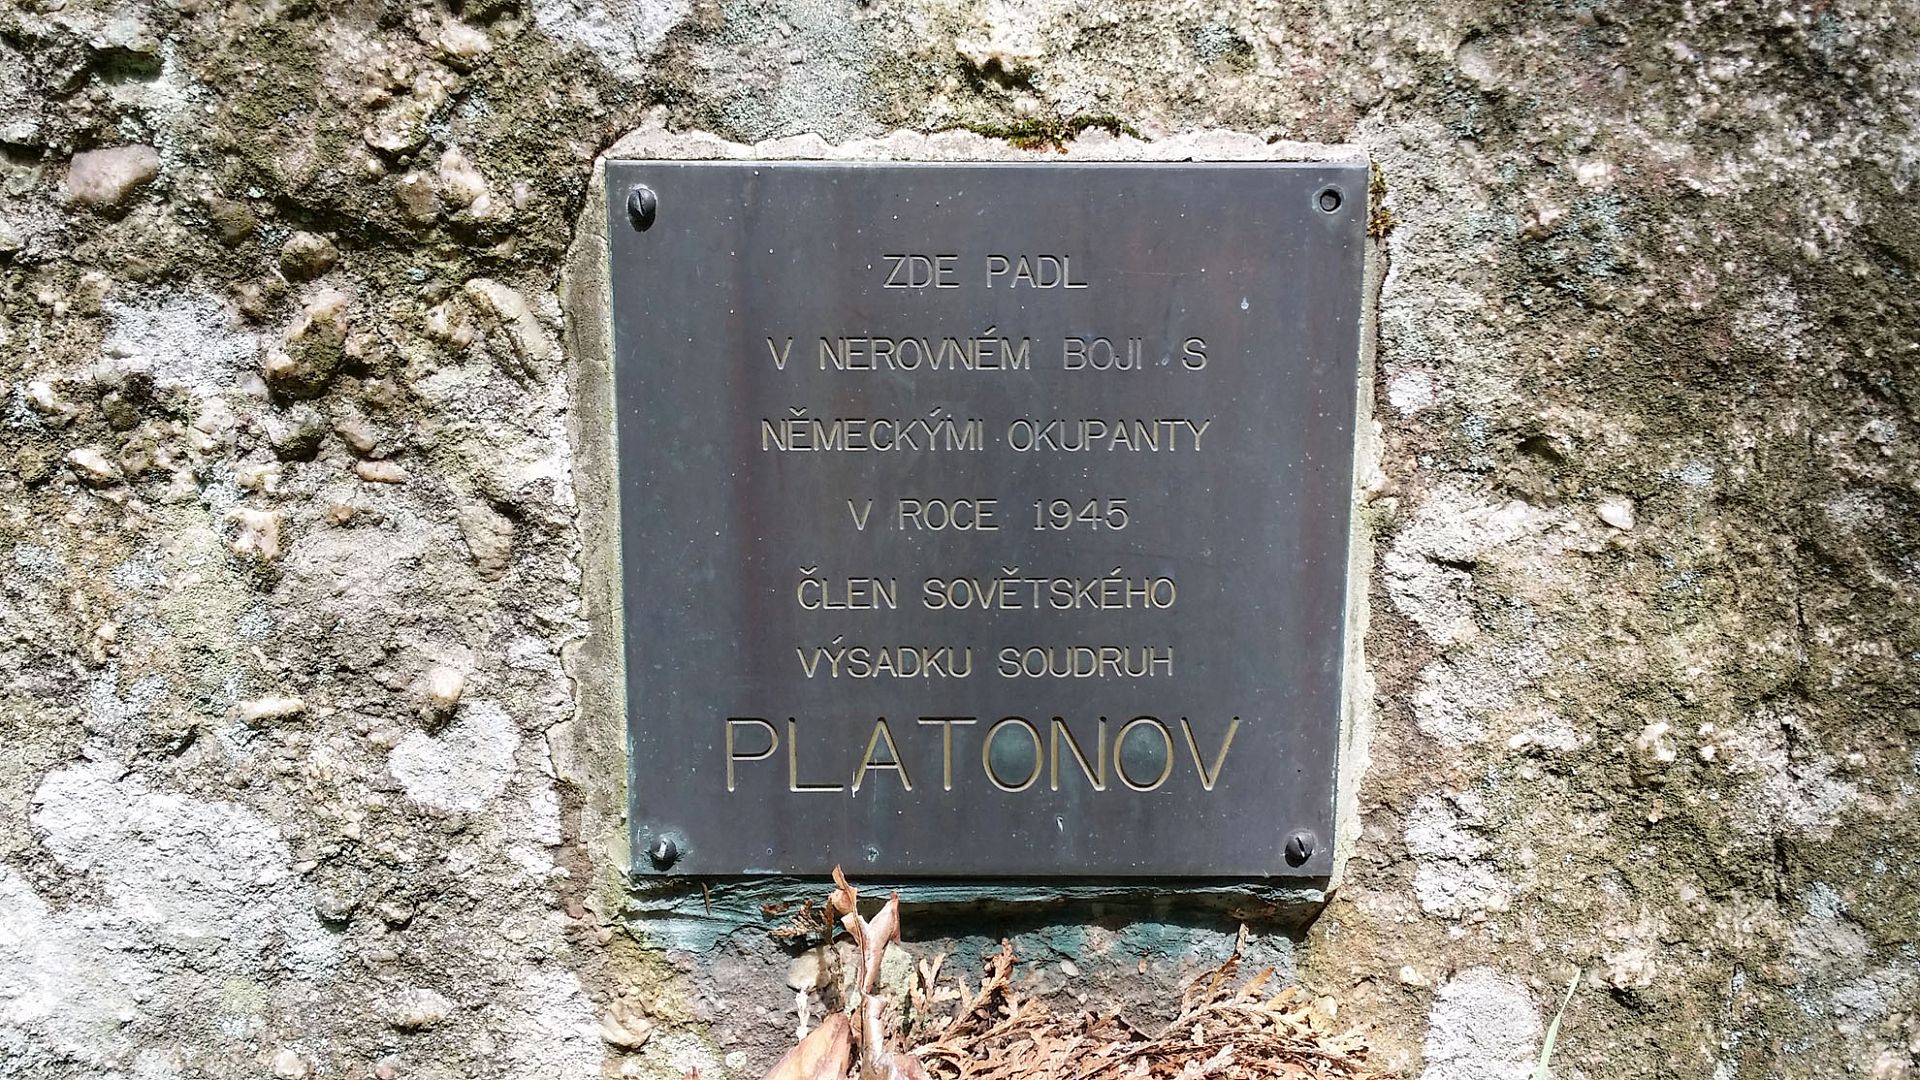 ZDE PADL
V NEROVNÉM BOJI S
NĚMECKÝMI OKUPANTY
V ROCE 1945
ČLEN SOVĚTSKÉHO
VÝSADKU SOUDRUH
PLATONOV